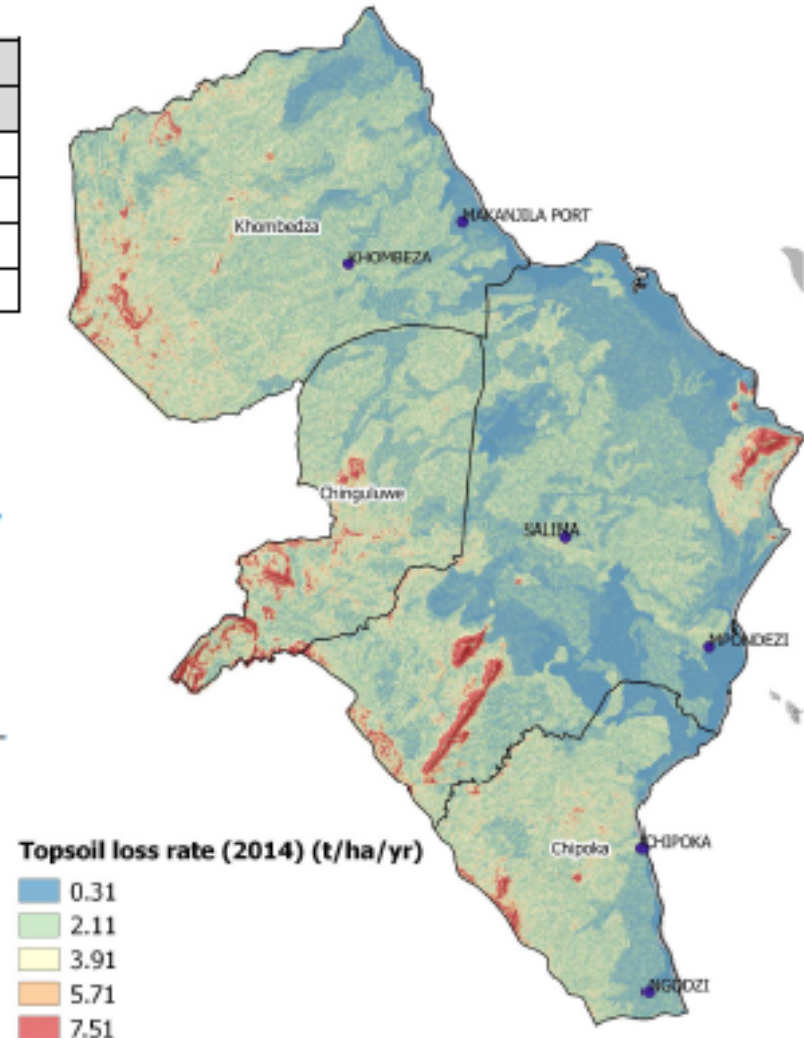 MAKANJILA PORT
Khombedza
KHOMBEZA
Chinguluwe
SALIMA
MPONDEZI
CHIPOKA
Chipoka
NGODZI
Topsoil loss rate (2014) (t/ha/yr)
0.31
2.11
3.91
5.71
7.51